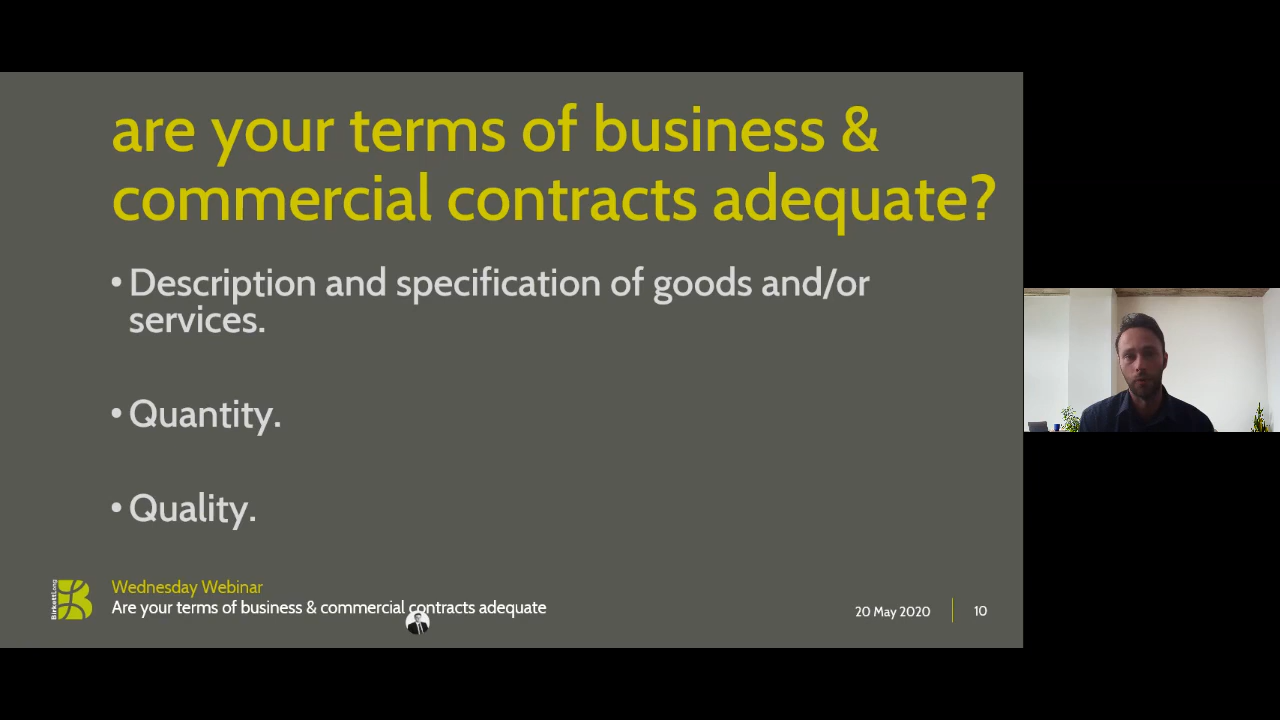 are your terms of business &
commercial contracts adequate?
• Description and specification of goods and/or
services.
• Quantity.
• Quality.
BirkettLong
Wednesday Webinar
Are your terms of business & commercial contracts adequate
20 May 2020
10